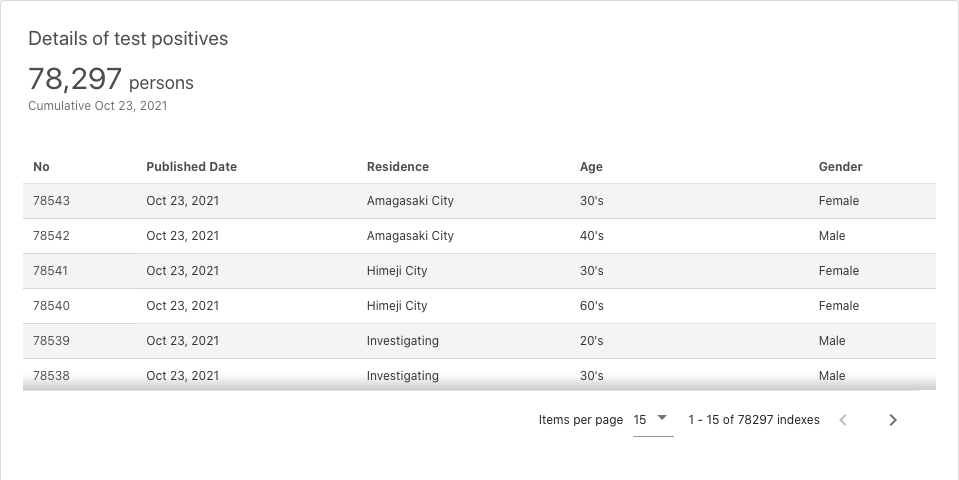 Details of test positives
78,297 persons
Cumulative Oct 23, 2021
No Published Date Residence Age Gender
78543 Oct 23, 2021 Amagasaki City 30's Female
78542 Oct 23, 2021 Amagasaki City 40's Male
78541 Oct 23, 2021 Himeji City 30's Female
78540 Oct 23, 2021 Himeji City 60's Female
78539 Oct 23, 2021 Investigating 20's Male
78538 Oct 23, 2021 Investigating 30's Male
Items per page 15 1 - 15 of 78297 indexes